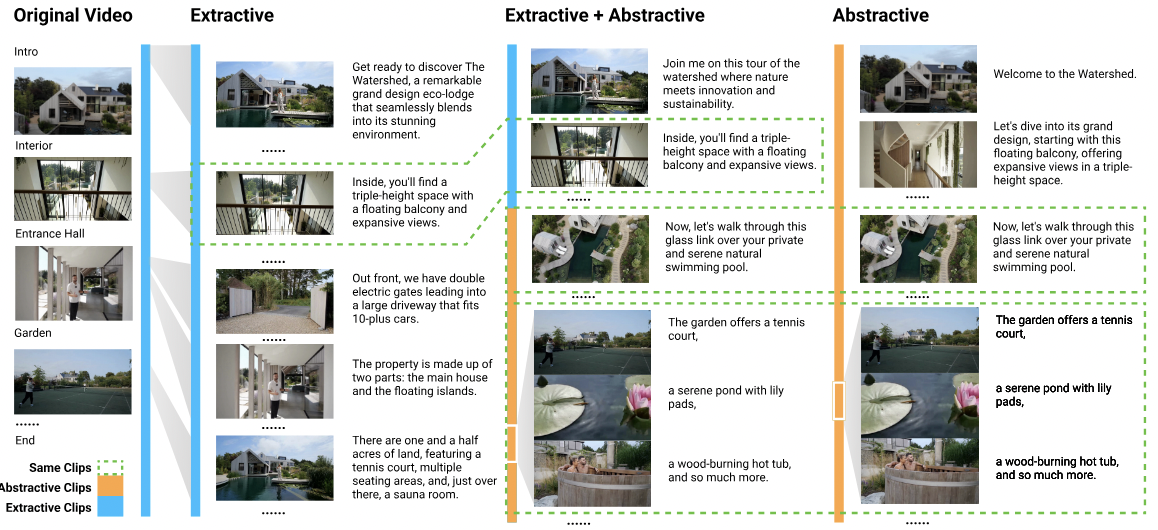 Original Video
Intro
Interior
Entrance Hall
Garden
......
End
Same Clips
Abstractive Clips
Extractive Clips
Extractive
Get ready to discover The
Watershed, a remarkable
grand design eco-lodge
that seamlessly blends
into its stunning
environment.
......
Inside, you'll find a
triple-height space with
a floating balcony and
expansive views.
......
Out front, we have double
electric gates leading into
a large driveway that fits
10-plus cars.
......
The property is made up of
two parts: the main house
and the floating islands.
......
There are one and a half
acres of land, featuring a
tennis court, multiple
seating areas, and, just over
there, a sauna room.
......
Extractive + Abstractive
Join me on this tour of the
watershed where nature
meets innovation and
sustainability.
Inside, you'll find a triple-
height space with a floating
balcony and expansive views.
......
Now, let's walk through this
glass link over your private
and serene natural
swimming pool.
......
The garden offers a tennis
court,
a serene pond with lily
pads,
a wood-burning hot tub,
and so much more.
......
Abstractive
Welcome to the Watershed.
Let's dive into its grand
design, starting with this
floating balcony, offering
expansive views in a triple-
height space.
......
Now, let's walk through this
glass link over your private
and serene natural
swimming pool.
......
The garden offers a tennis
court,
a serene pond with lily
pads,
a wood-burning hot tub,
and so much more.
......